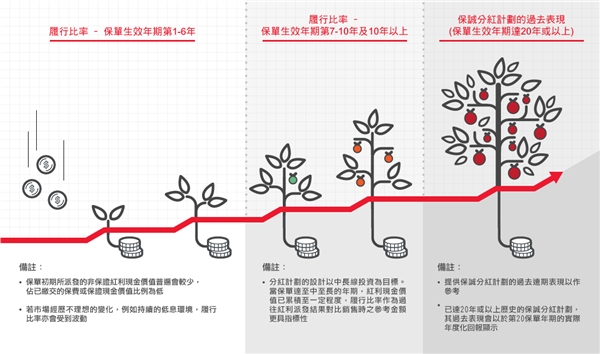 履行比率 – 保單生效年期第1-6年
履行比率 –
保單生效年期第7-10年及10年以上
保誠分紅計劃的過去表現
(保單生效年期達20年或以上)
備註：
• 保單初期所派發的非保證紅利現金價值普遍會較少，
佔已繳交的保費或保證現金價值比例為低
• 若市場經歷不理想的變化，例如持續的低息環境，履行
比率亦會受到波動
備註：
• 分紅計劃的設計以中長線投資為目標。
當保單達至中至長的年期，紅利現金價
值已累積至一定程度，履行比率作為過
往紅利派發結果對比銷售時之參考金額
更具指標性
備註：
• 提供保誠分紅計劃的過去逐期表現以作
參考
• 已達20年或以上歷史的保誠分紅計劃，
其過去表現會以於第20保單年期的實際
年度化回報顯示